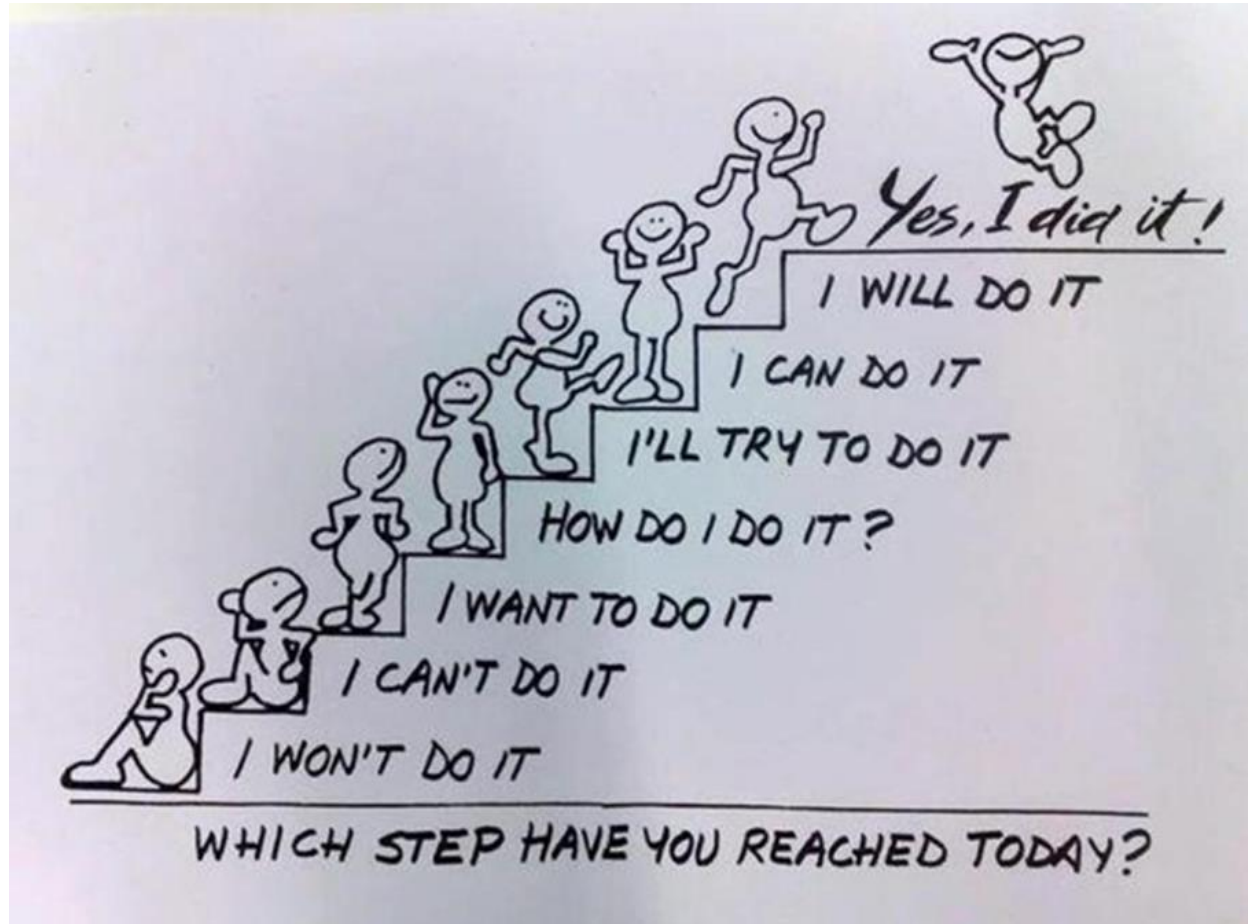 Yes, I did it!
I WILL DO IT
I CAN DO IT
I'LL TRY TO DO IT
HOW DO I DO IT?
I WANT TO DO IT
I CAN'T DO IT
I WON'T DO IT
WHICH STEP HAVE YOU REACHED TODAY?